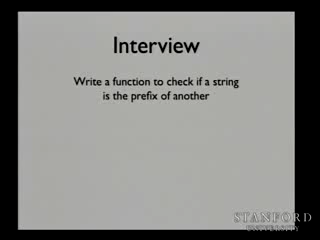 Interview
Write a function to check if a string
is the prefix of another
STANFORD
UNIVERSITY